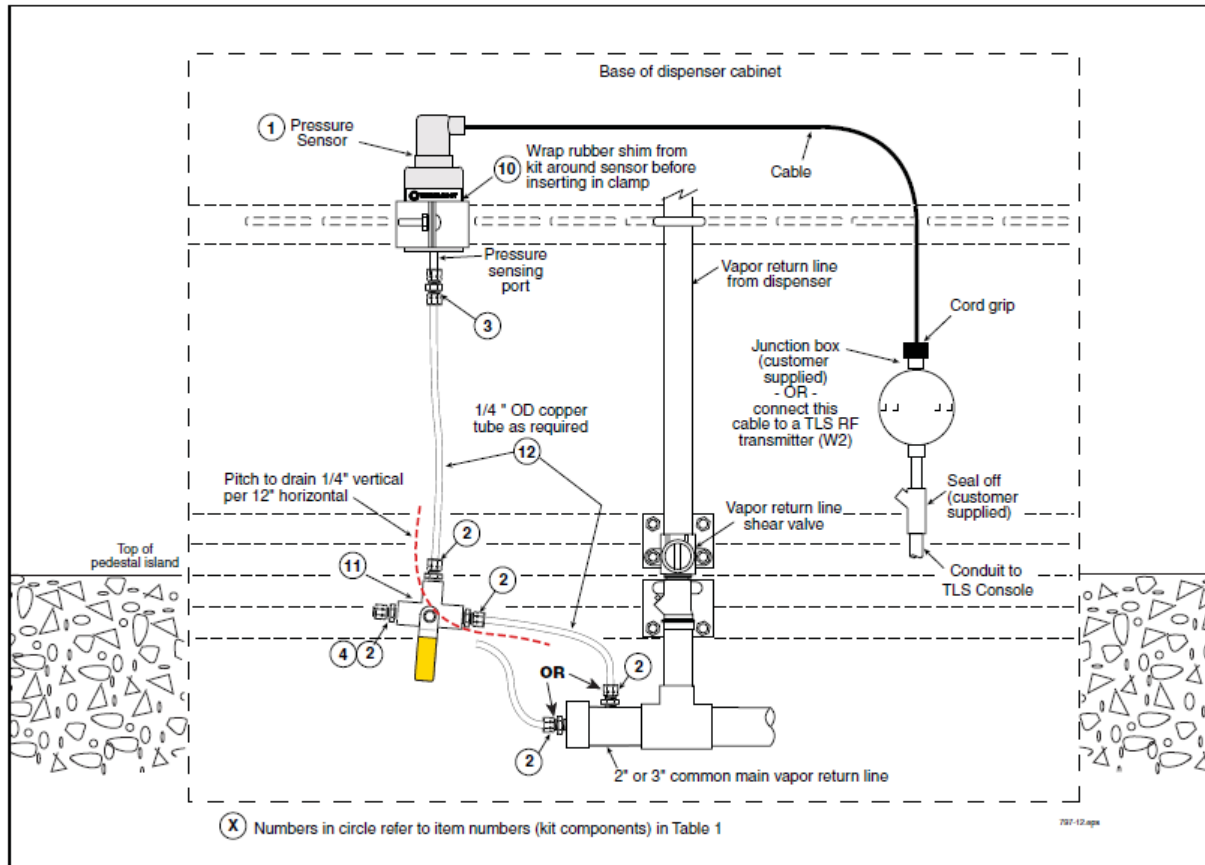 Base of dispenser cabinet
1
Pressure
Sensor
10
Wrap rubber shim from
kit around sensor before
inserting in clamp
Cable
Pressure
sensing
port
3
Vapor return line
from dispenser
Cord grip
Junction box
(customer
supplied)
- OR -
connect this
cable to a TLS RF
transmitter (W2)
1/4 " OD copper
tube as required
12
Pitch to drain 1/4" vertical
per 12" horizontal
Seal off
(customer
supplied)
Vapor return line
shear valve
Top of
pedestal island
2
11
2
Conduit to
TLS Console
4
2
OR
2
2
2" or 3" common main vapor return line
X
Numbers in circle refer to item numbers (kit components) in Table 1
797-12.eps